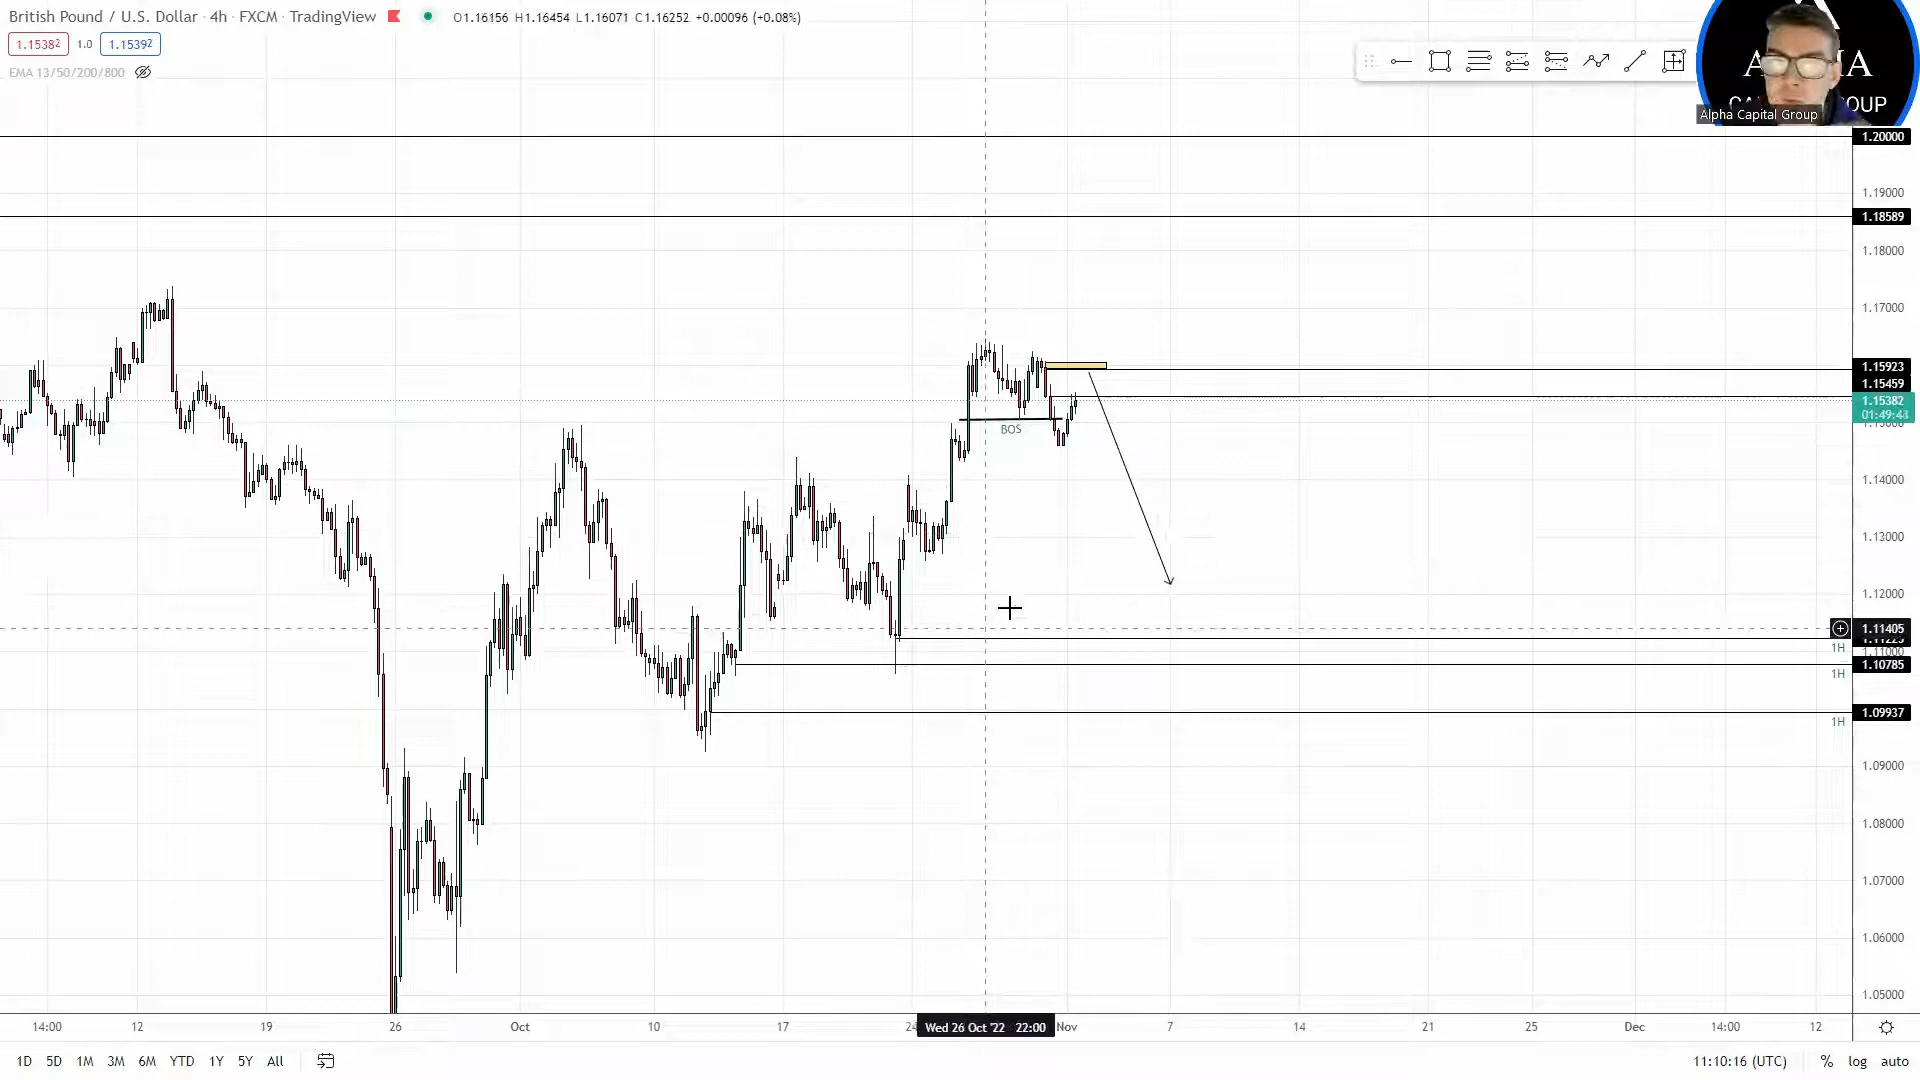 British Pound / U.S. Dollar · 4h · FXCM · TradingView O1.16156 H1.16454 L1.16071 C1.16252 +0.00096 (+0.08%)
1.15382 1.0 1.15392
EMA 13/50/200/800
Alpha Capital Group
1.20000
1.19000
1.18589
1.18000
1.17000
1.15923
1.15459
1.15382
01:49:43
BOS
1.14000
1.13000
1.12000
1.11405
1H
1.11000
1.10785
1H
1.09937
1H
1.09000
1.08000
1.07000
1.06000
1.05000
14:00 12 19 26 Oct 10 17 24 Wed 26 Oct '22 22:00 Nov 7 14 21 25 Dec 14:00 12
1D 5D 1M 3M 6M YTD 1Y 5Y All 11:10:16 (UTC) % log auto